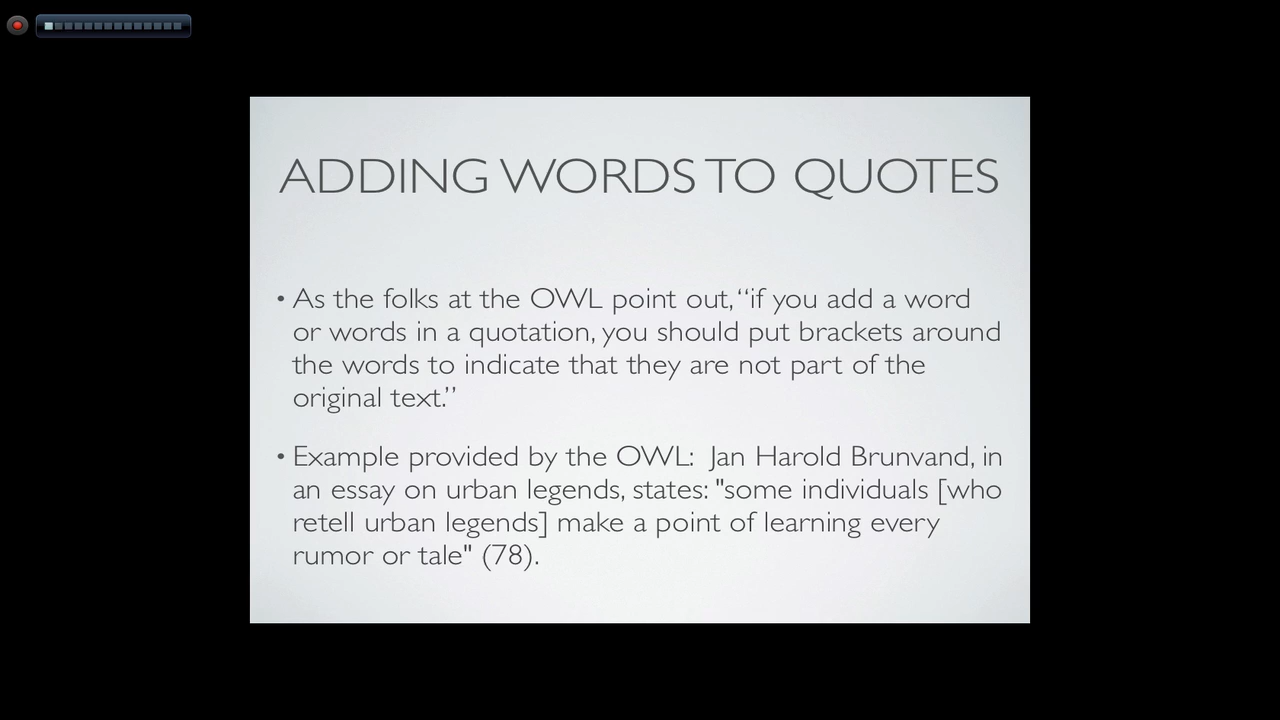 ADDING WORDS TO QUOTES
• As the folks at the OWL point out, “if you add a word
or words in a quotation, you should put brackets around
the words to indicate that they are not part of the
original text.”
• Example provided by the OWL:  Jan Harold Brunvand, in
an essay on urban legends, states: "some individuals [who
retell urban legends] make a point of learning every
rumor or tale" (78).